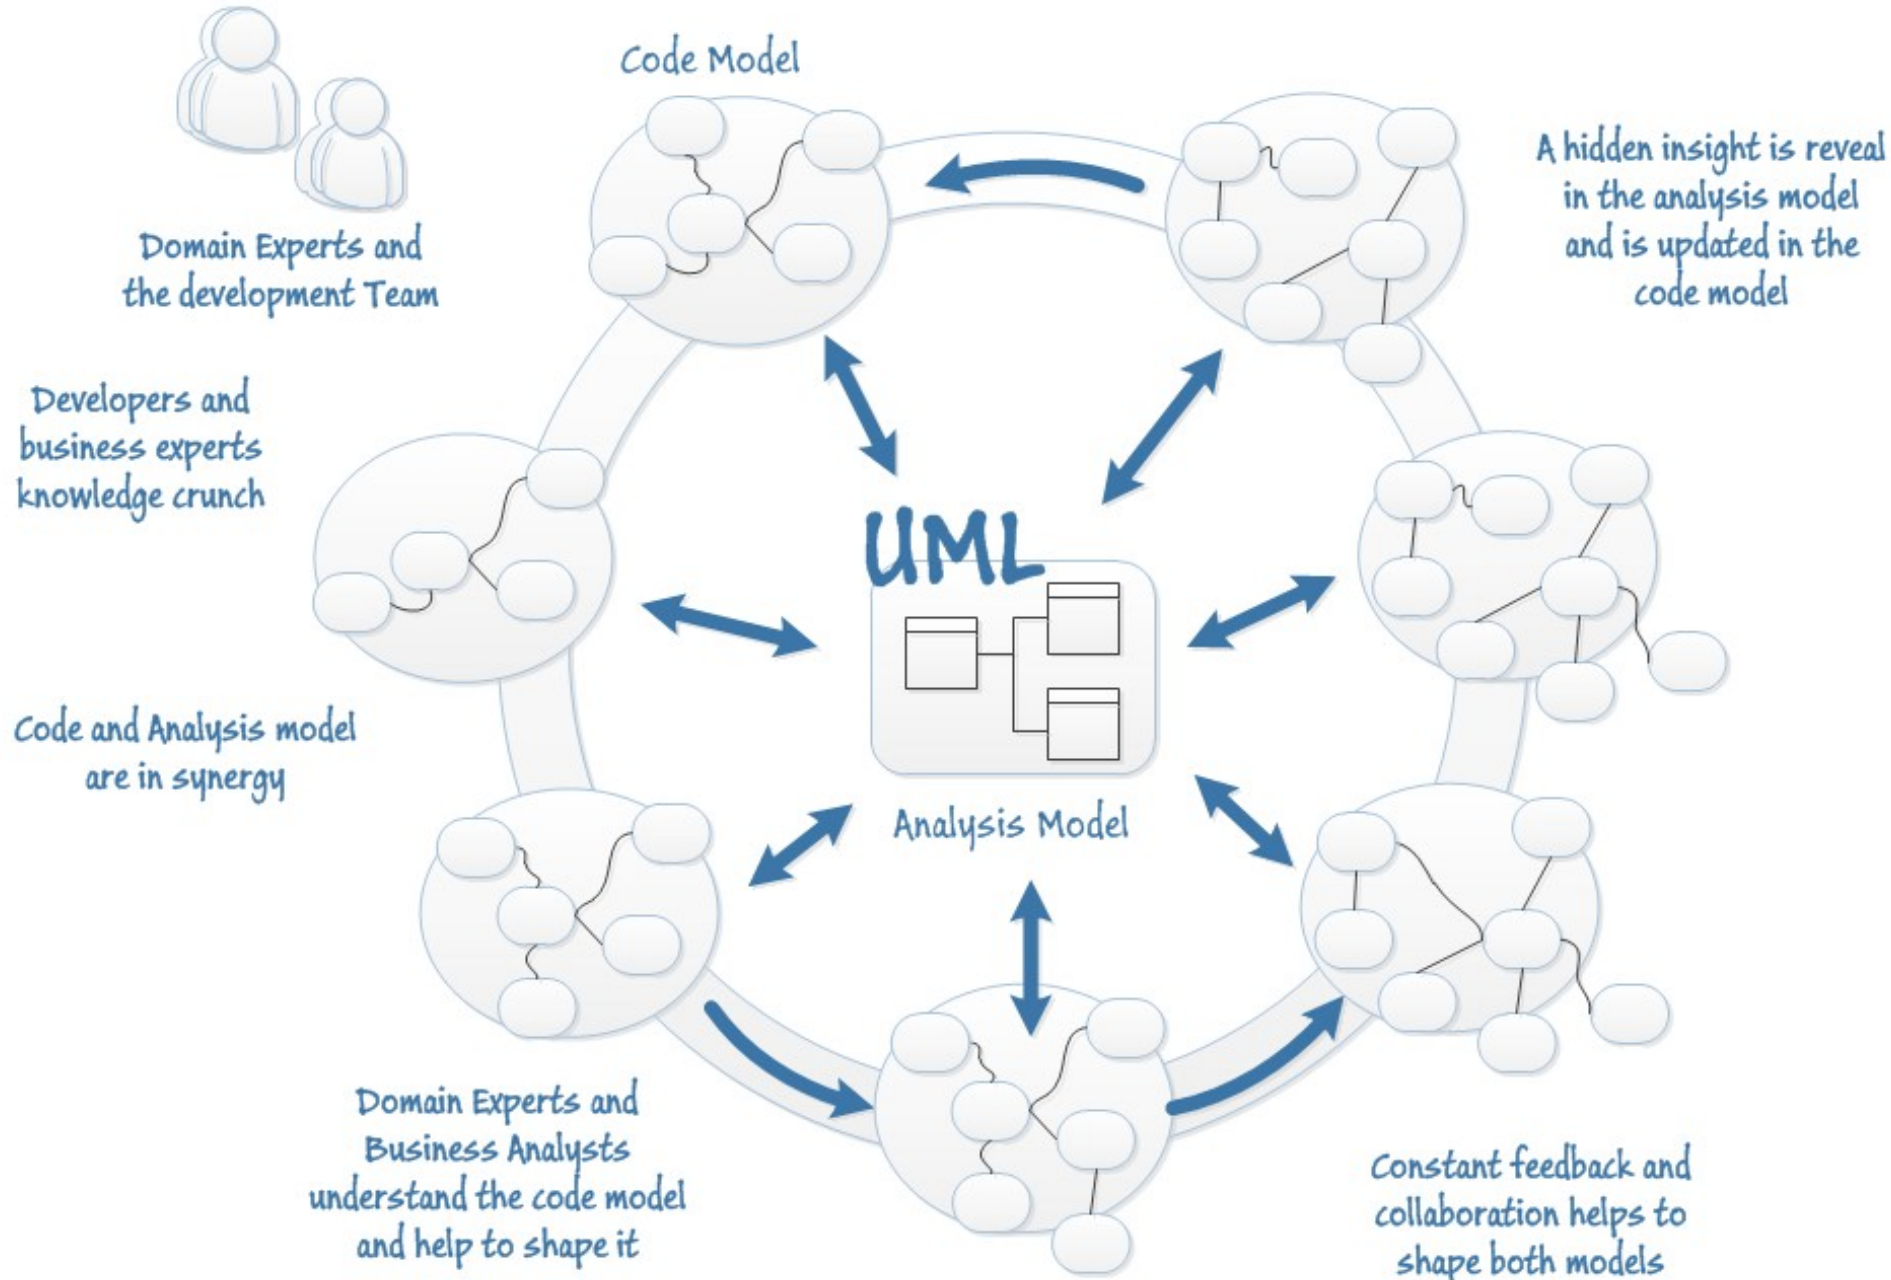 Code Model
Domain Experts and
the development Team
A hidden insight is reveal
in the analysis model
and is updated in the
code model
Developers and
business experts
knowledge crunch
UML
Analysis Model
Code and Analysis model
are in synergy
Domain Experts and
Business Analysts
understand the code model
and help to shape it
Constant feedback and
collaboration helps to
shape both models